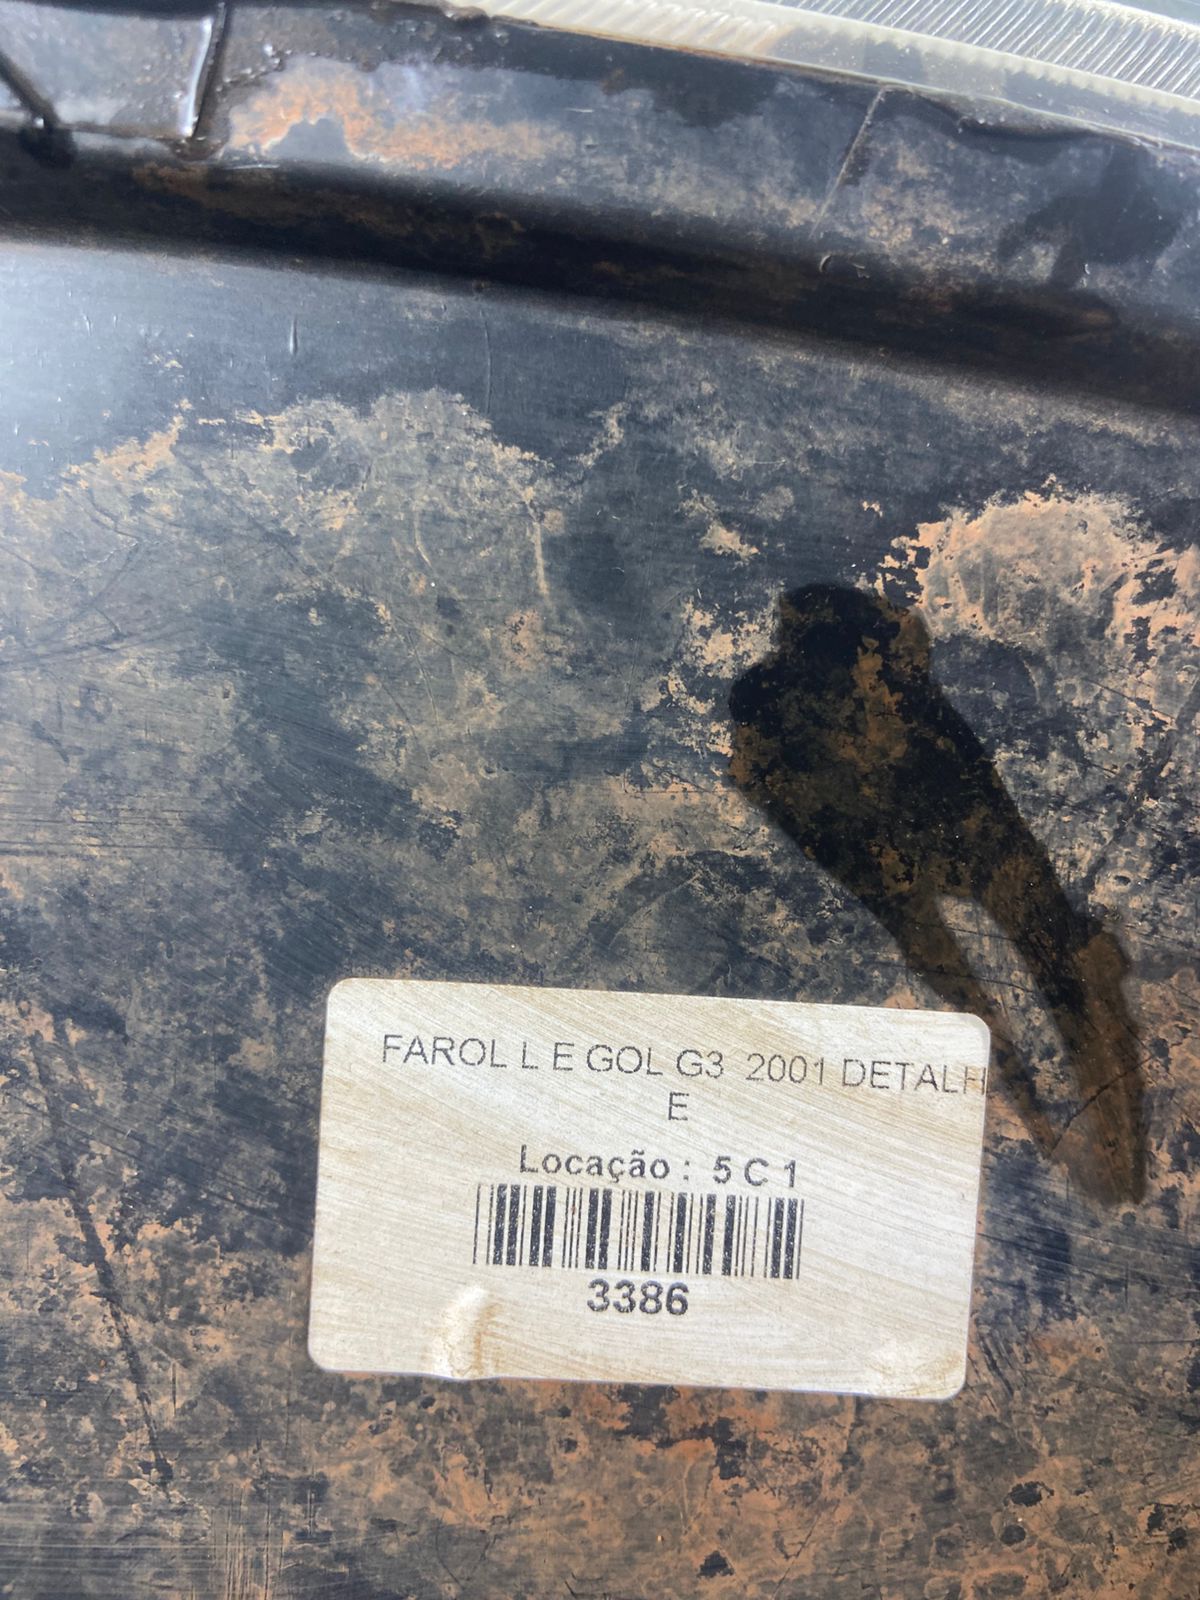 FAROL L E GOL G3 2001 DETALH
E
Locação : 5 C 1
3386